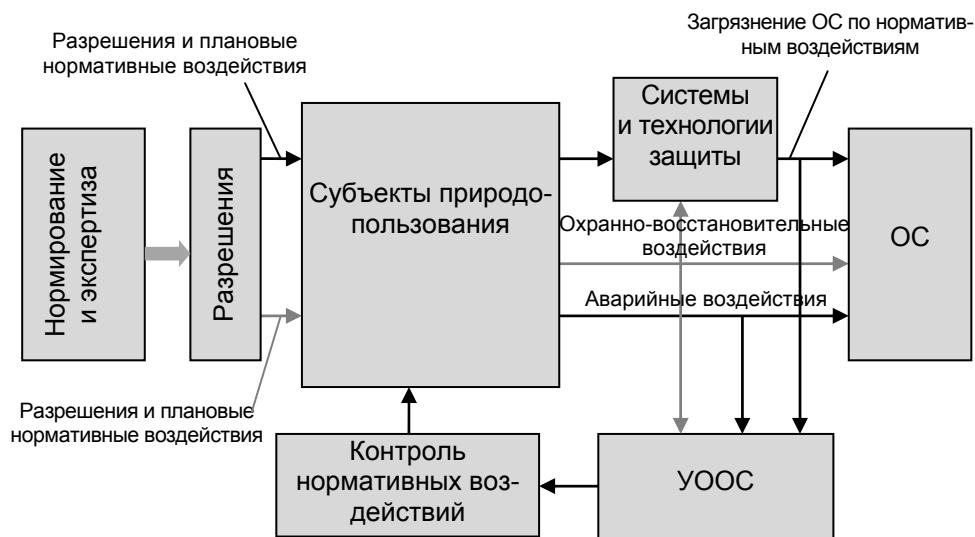 Загрязнение ОС по норматив-
ным воздействиям
Разрешения и плановые
нормативные воздействия
Системы
и технологии
защиты
Нормирование
и экспертиза
Разрешения
Субъекты природо-
пользования
Охранно-восстановительные
воздействия
ОС
Аварийные воздействия
Разрешения и плановые
нормативные воздействия
Контроль
нормативных воз-
действий
УООС